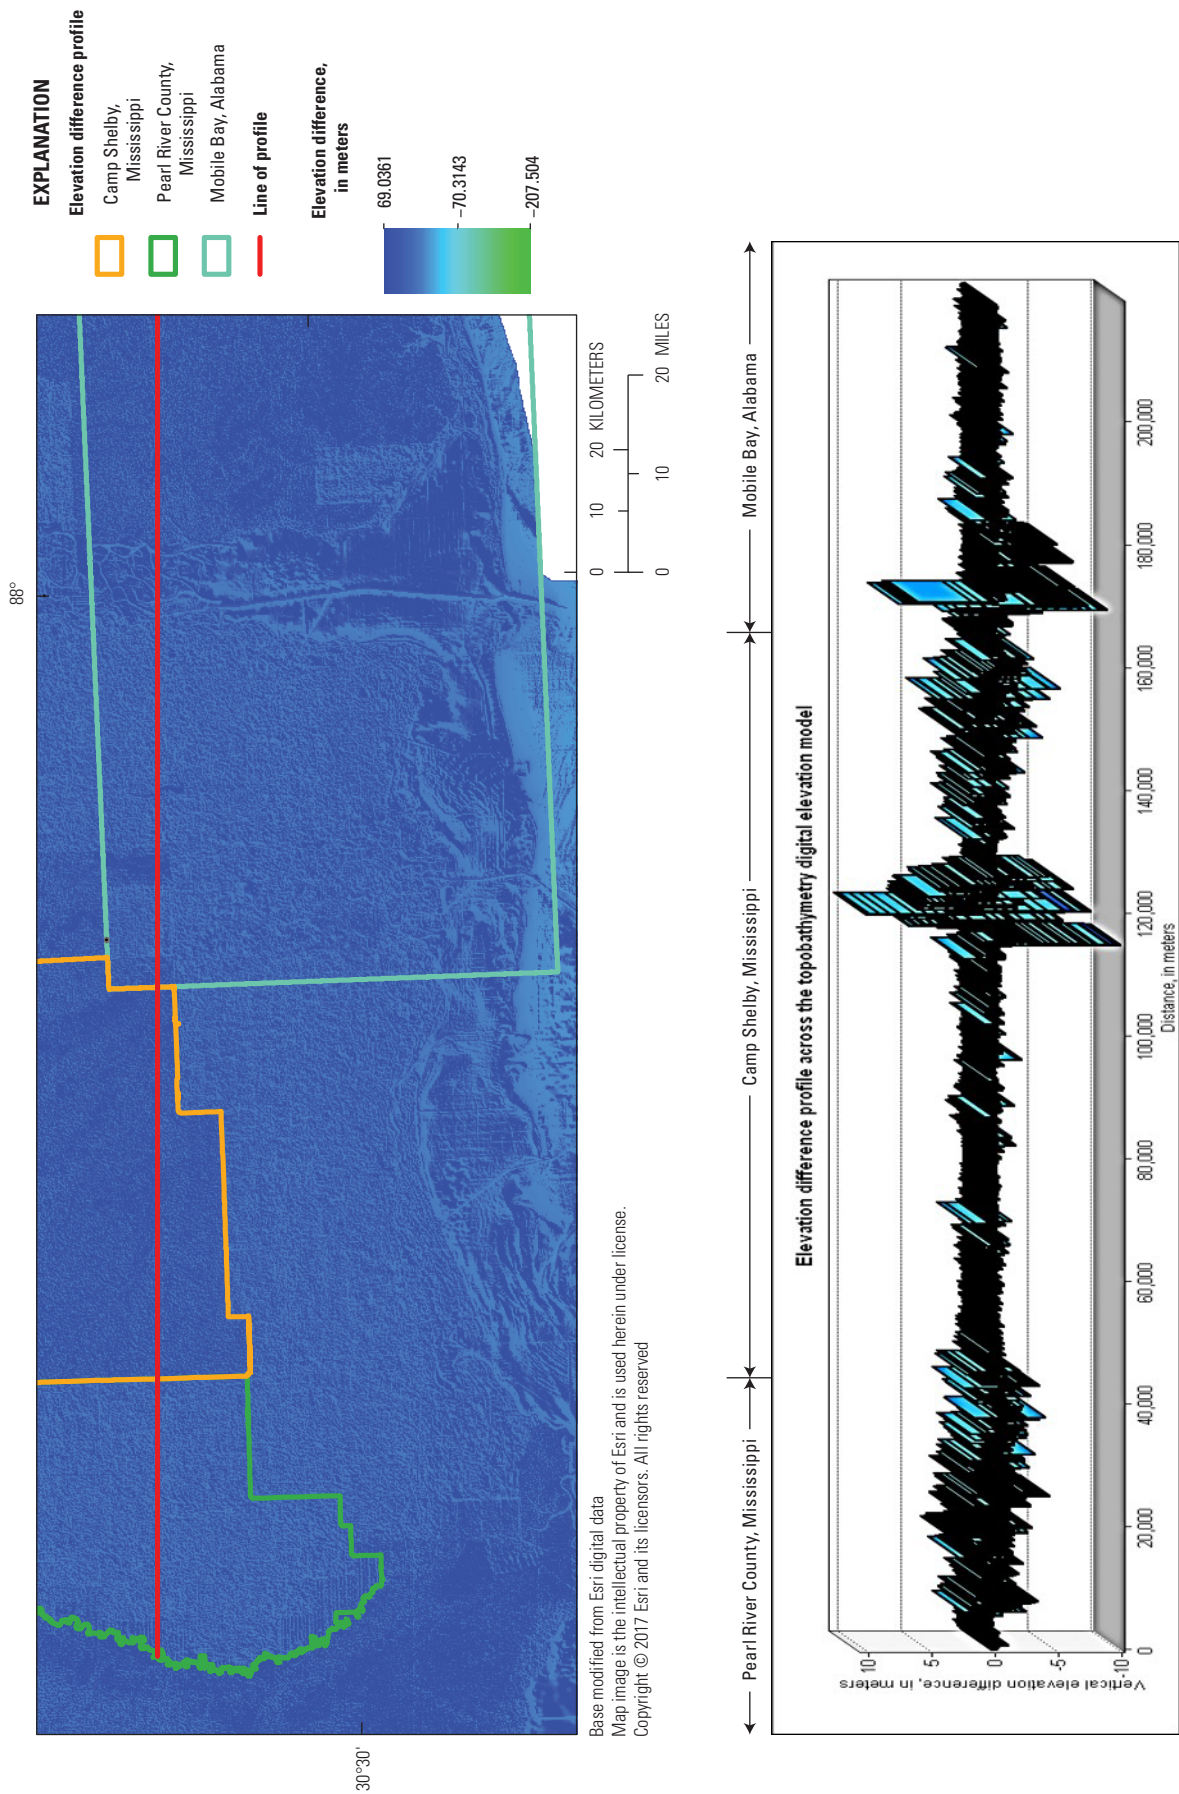 88°
30°30'
EXPLANATION
Elevation difference profile
Camp Shelby,
Mississippi
Pearl River County,
Mississippi
Mobile Bay, Alabama
Line of profile
Elevation difference,
in meters
69.0361
−70.3143
−207.504
0 10 20 KILOMETERS
0 10 20 MILES
Base modified from Esri digital data
Map image is the intellectual property of Esri and is used herein under license.
Copyright © 2017 Esri and its licensors. All rights reserved
Pearl River County, Mississippi
Camp Shelby, Mississippi
Mobile Bay, Alabama
Elevation difference profile across the topobathymetry digital elevation model
Vertical elevation difference, in meters
10
5
0
-5
-10
0 20,000 40,000 60,000 80,000 100,000 120,000 140,000 160,000 180,000 200,000
Distance, in meters